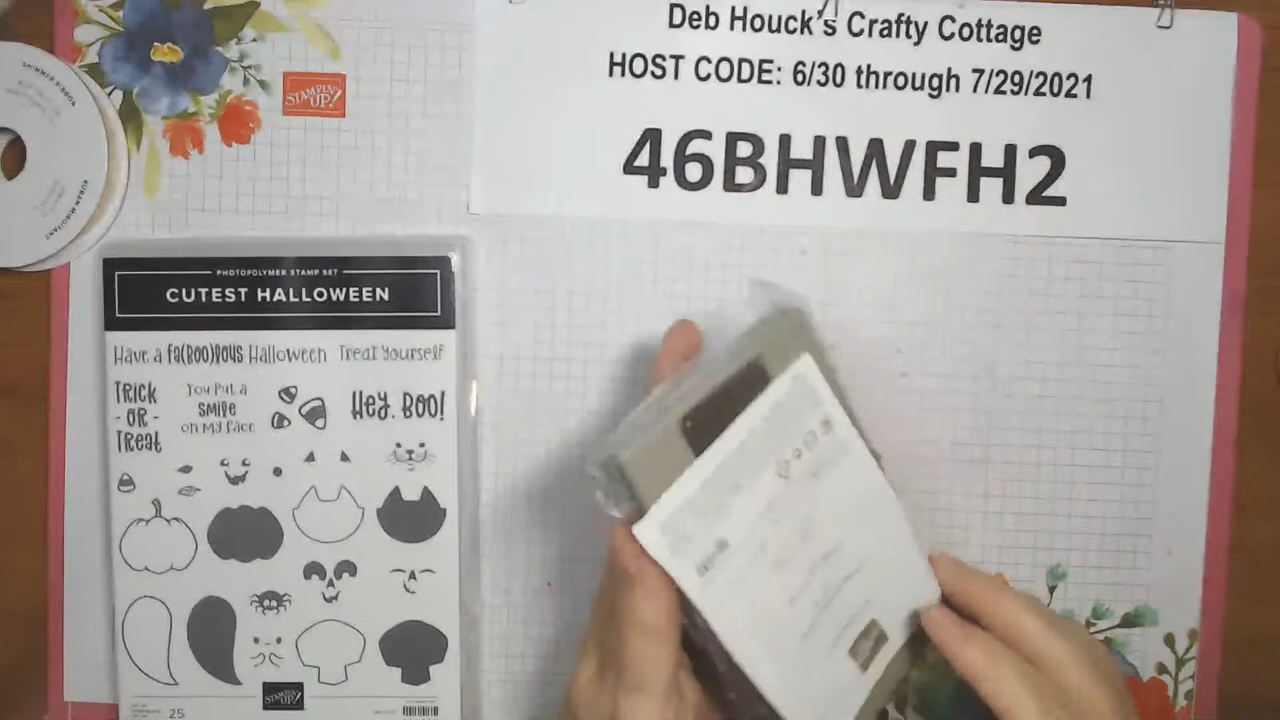 Deb Houck's Crafty Cottage
HOST CODE: 6/30 through 7/29/2021
46BHWFH2
STAMPIN' UP!
SHIMMER RIBBON
PHOTOPOLYMER STAMP SET
CUTEST HALLOWEEN
Have a fa(BOO)lous Halloween
Treat Yourself
TRICK
- OR -
TREAT
You Put a
SMILE
on MY Face
HEY, BOO!
STAMPIN' UP!
25